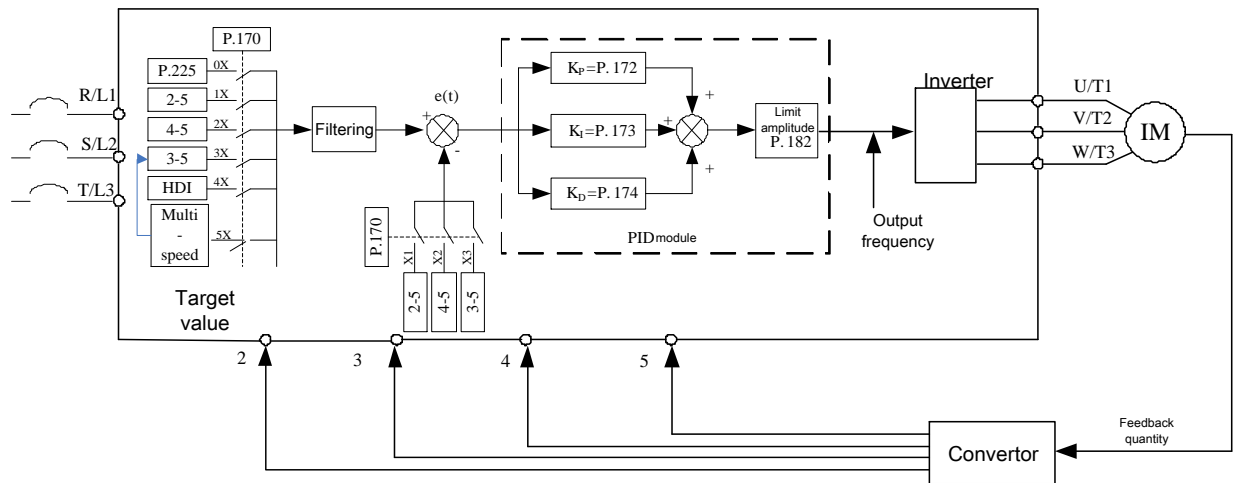 P.170
P.225
0X
2-5
1X
4-5
2X
3-5
3X
HDI
4X
Multi
-
speed
5X
R/L1
S/L2
T/L3
Target
value
Filtering
e(t)
+
-
P.170
X1
X2
X3
2-5
4-5
3-5
KP=P. 172
KI=P. 173
KD=P. 174
+
+
+
Limit
amplitude
P. 182
PID module
Output
frequency
Inverter
U/T1
V/T2
W/T3
IM
2
3
4
5
Feedback
quantity
Convertor